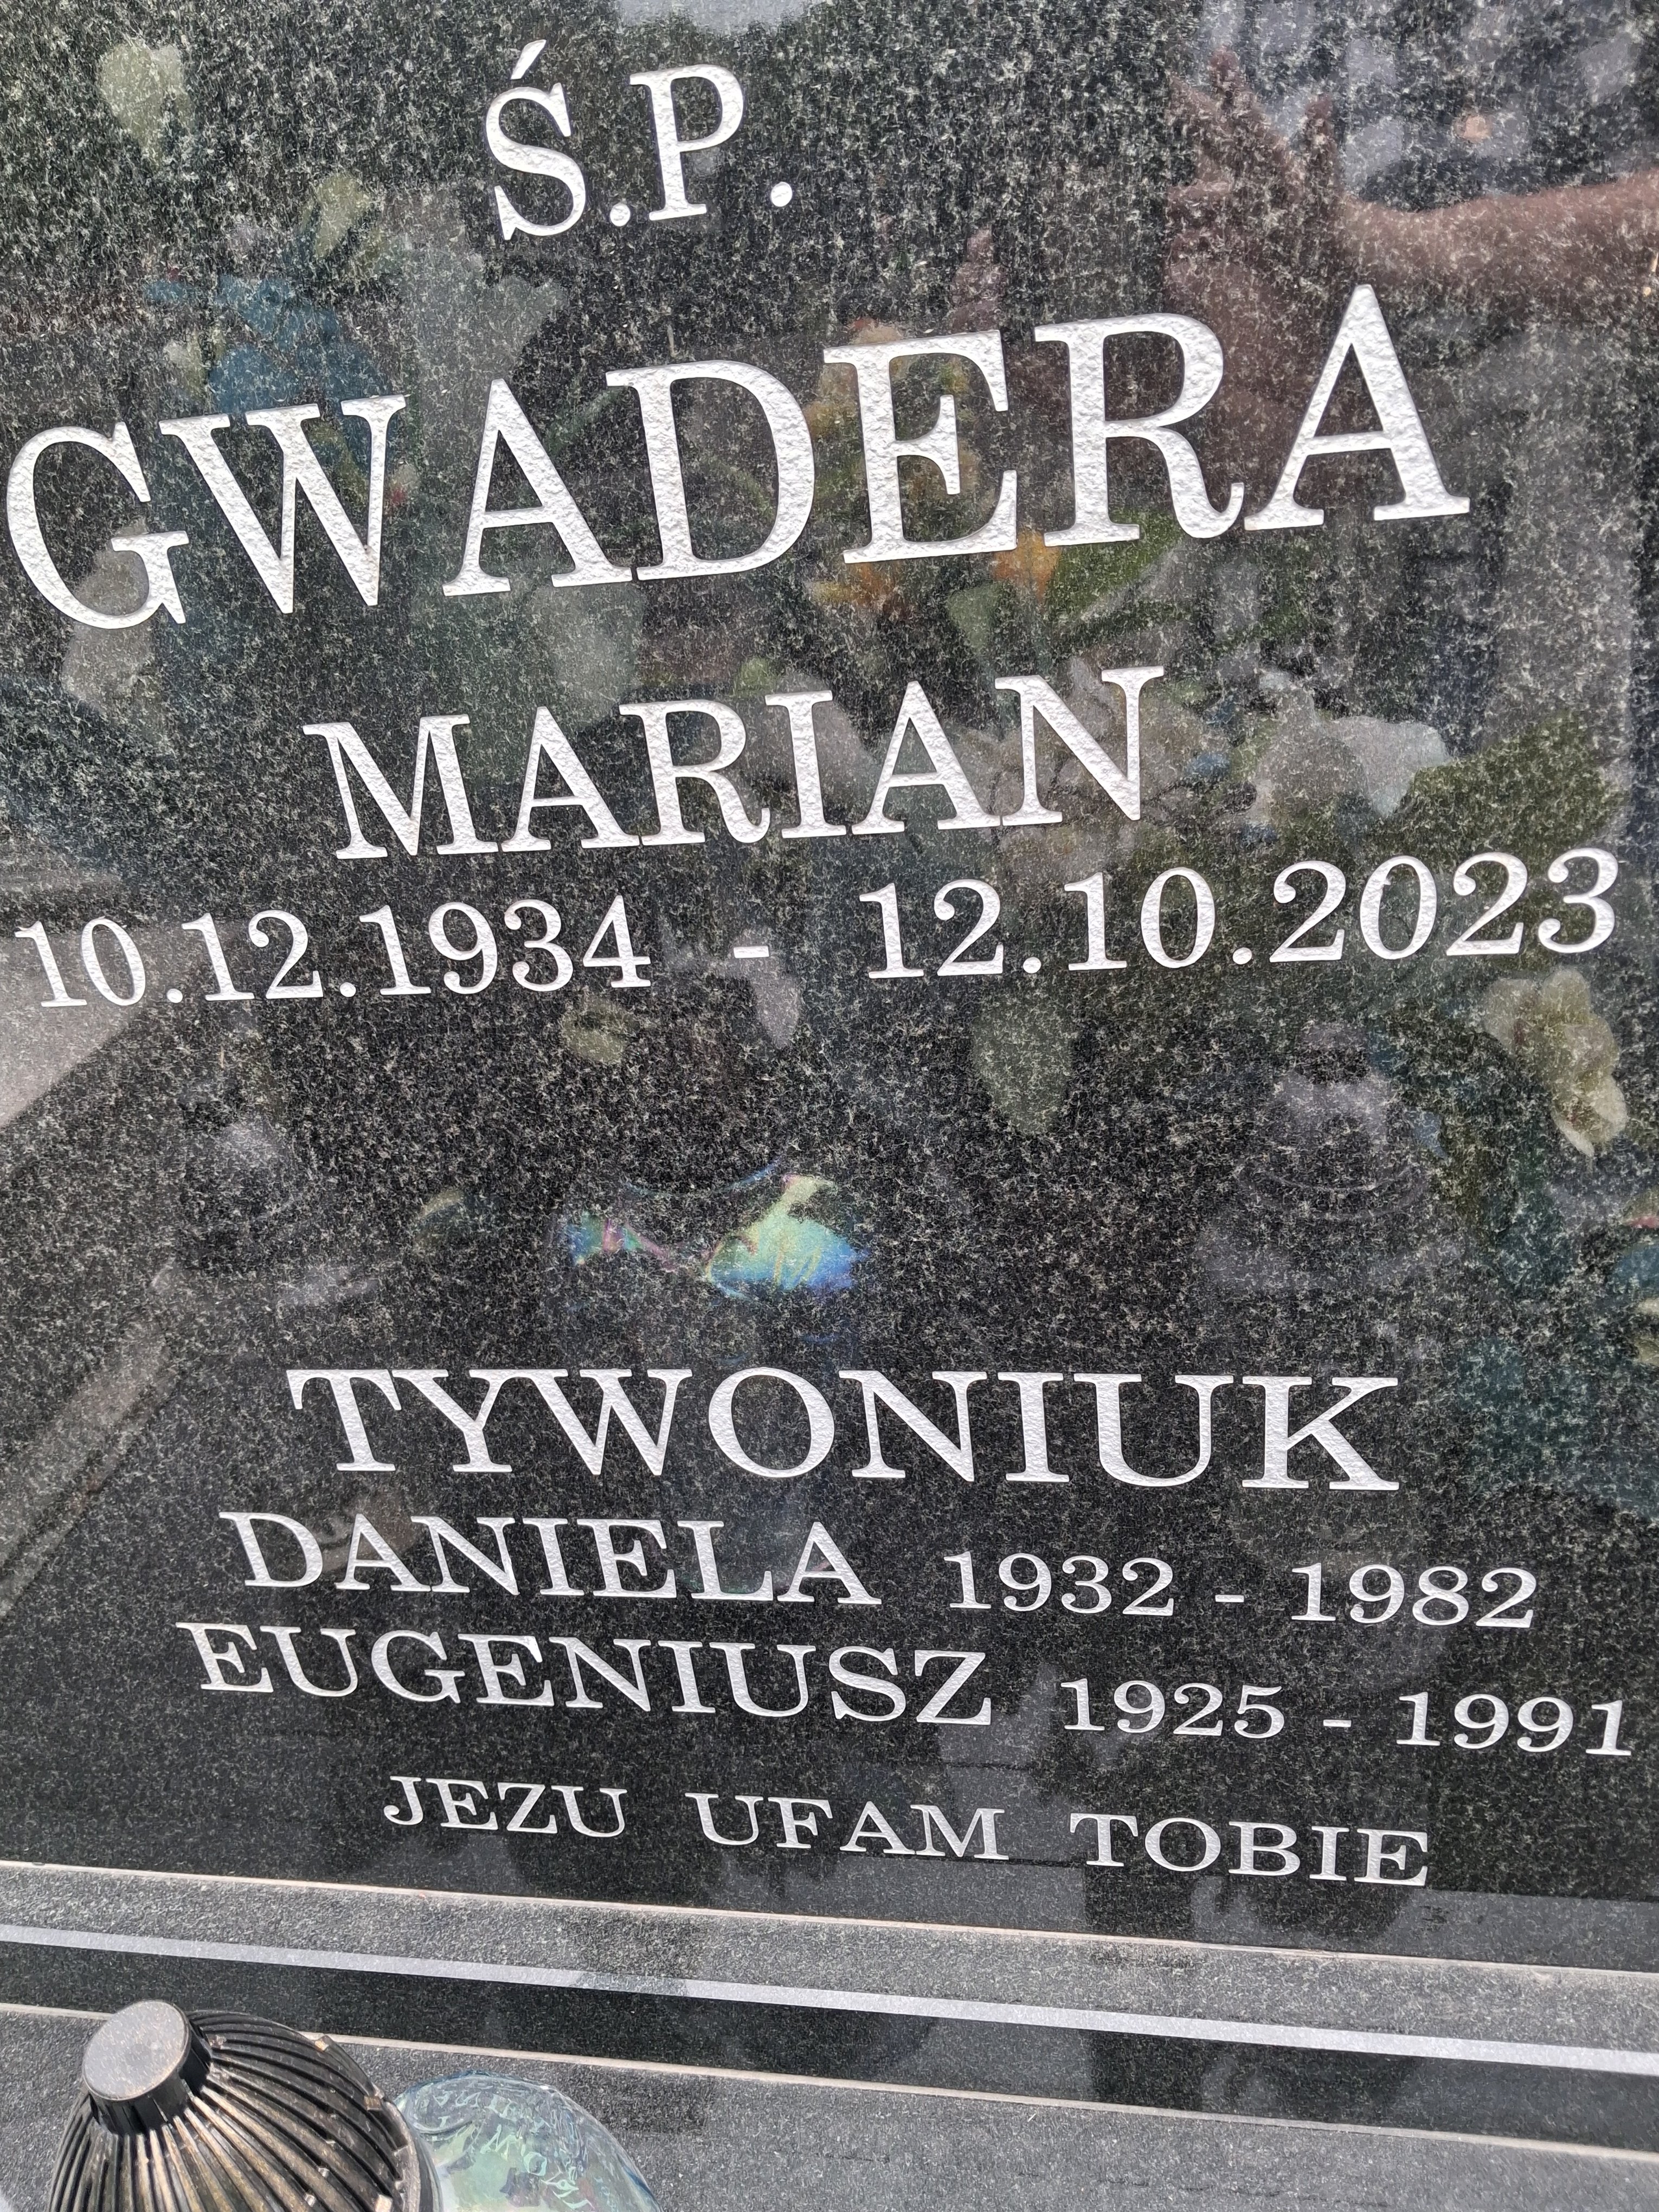 Ś.P.
GWADERA
MARIAN
10.12.1934 - 12.10.2023
TYWONIUK
DANIELA 1932 - 1982
EUGENIUSZ 1925 - 1991
JEZU UFAM TOBIE